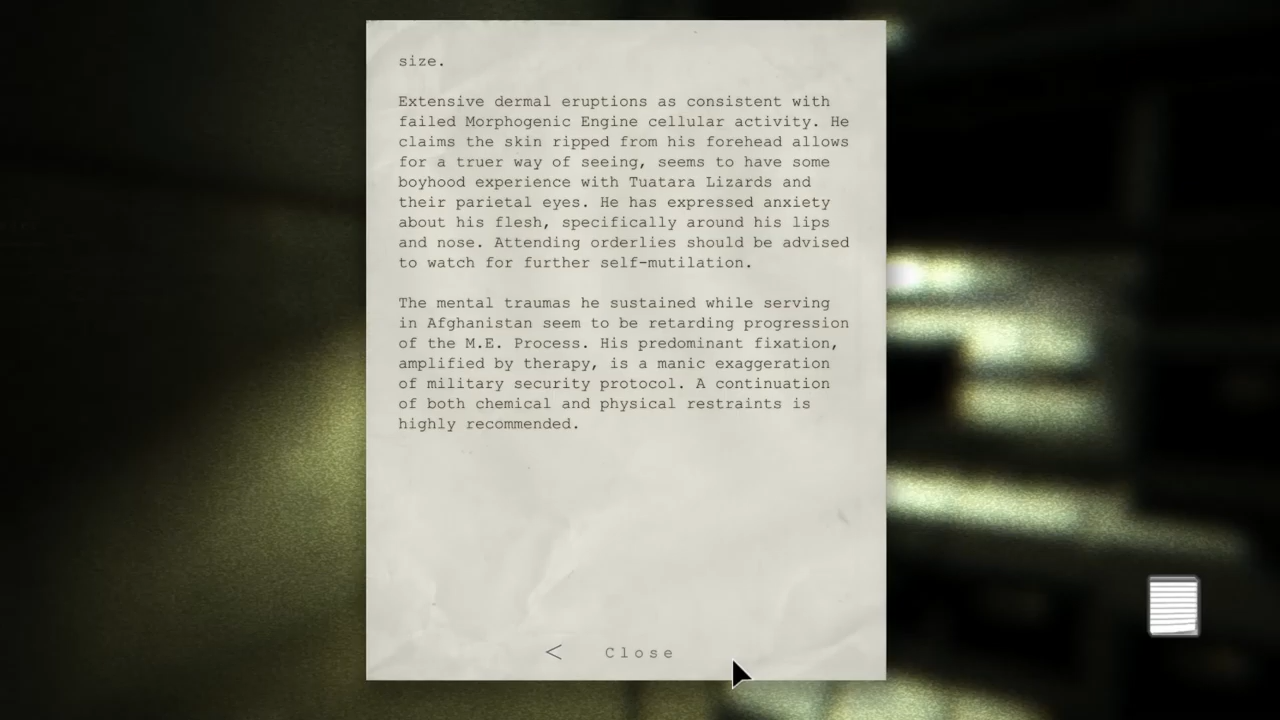 size.
Extensive dermal eruptions as consistent with
failed Morphogenic Engine cellular activity. He
claims the skin ripped from his forehead allows
for a truer way of seeing, seems to have some
boyhood experience with Tuatara Lizards and
their parietal eyes. He has expressed anxiety
about his flesh, specifically around his lips
and nose. Attending orderlies should be advised
to watch for further self-mutilation.
The mental traumas he sustained while serving
in Afghanistan seem to be retarding progression
of the M.E. Process. His predominant fixation,
amplified by therapy, is a manic exaggeration
of military security protocol. A continuation
of both chemical and physical restraints is
highly recommended.
< Close